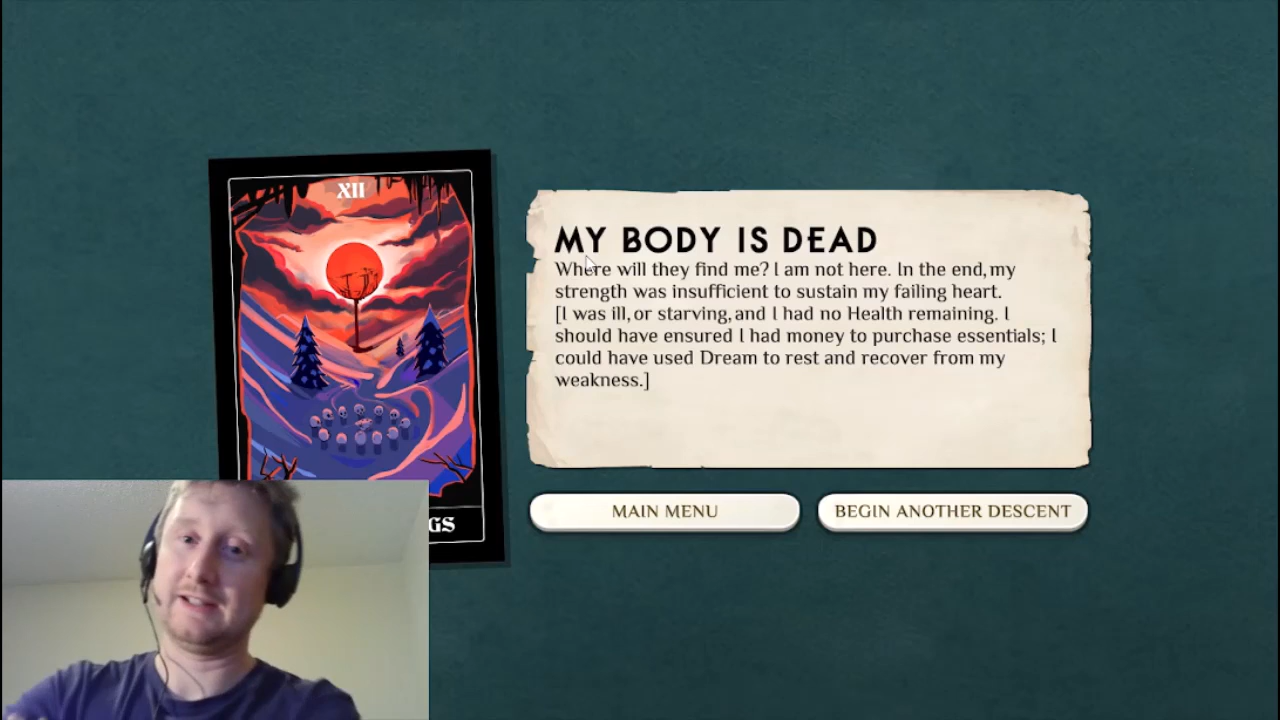 XII
MY BODY IS DEAD
Where will they find me? I am not here. In the end, my
strength was insufficient to sustain my failing heart.
[I was ill, or starving, and I had no Health remaining. I
should have ensured I had money to purchase essentials; I
could have used Dream to rest and recover from my
weakness.]
GS
MAIN MENU
BEGIN ANOTHER DESCENT